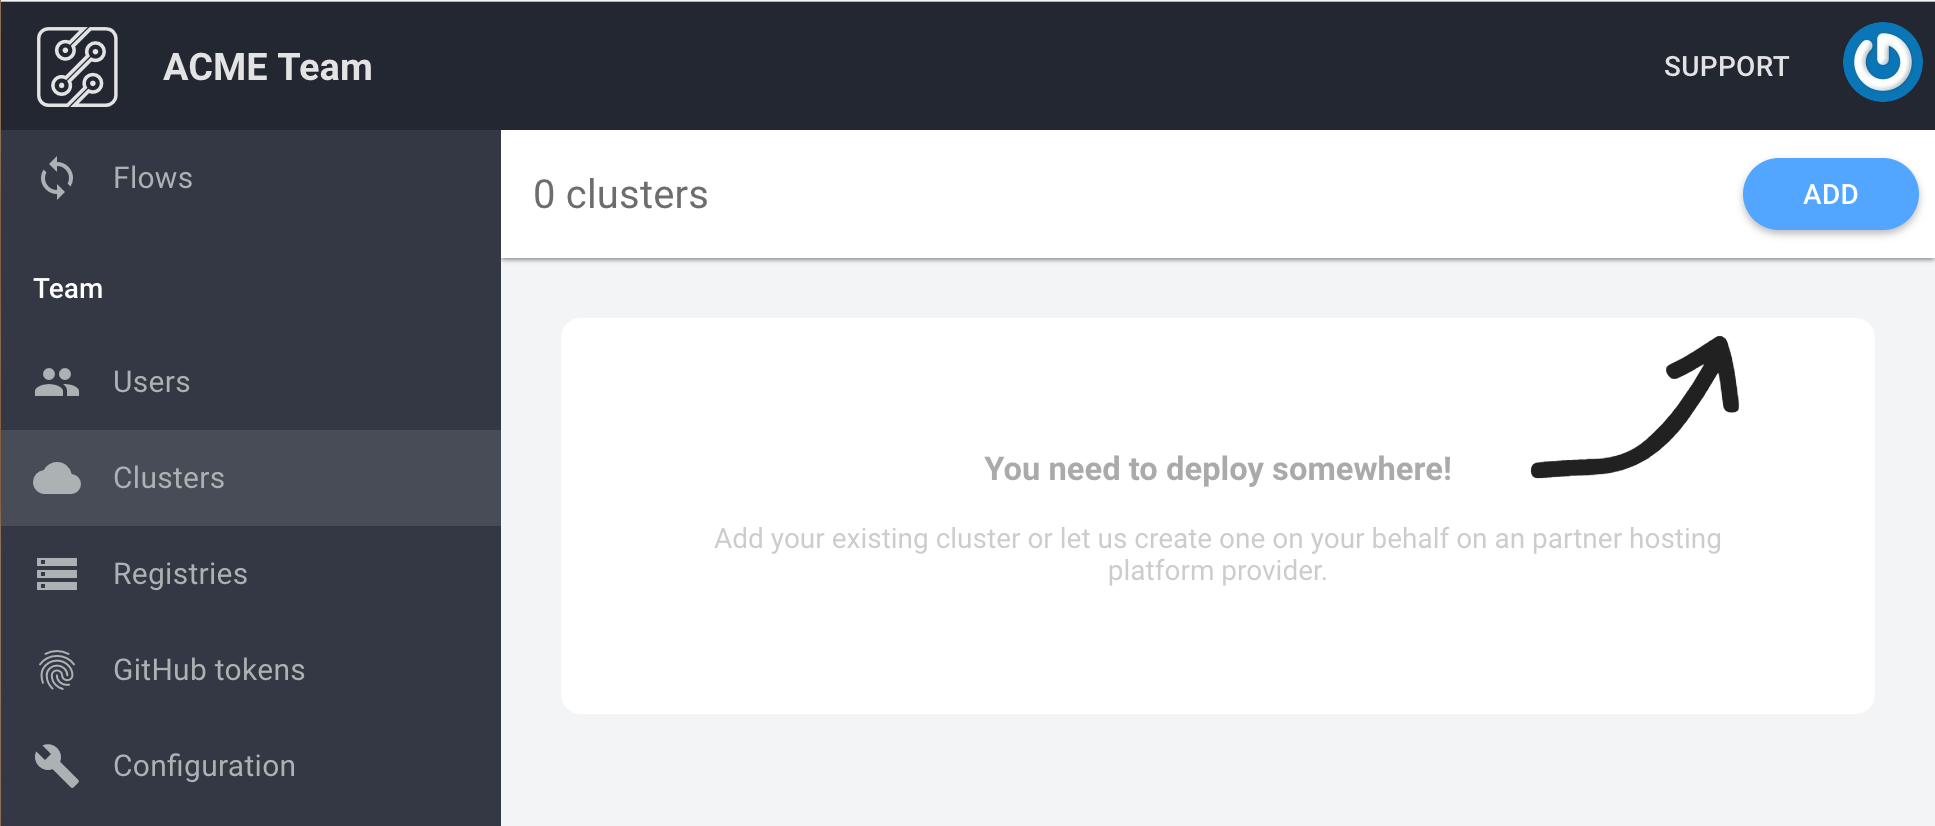 ACME Team
SUPPORT
Flows
Team
Users
Clusters
Registries
GitHub tokens
Configuration
0 clusters
ADD
You need to deploy somewhere!
Add your existing cluster or let us create one on your behalf on an partner hosting
platform provider.